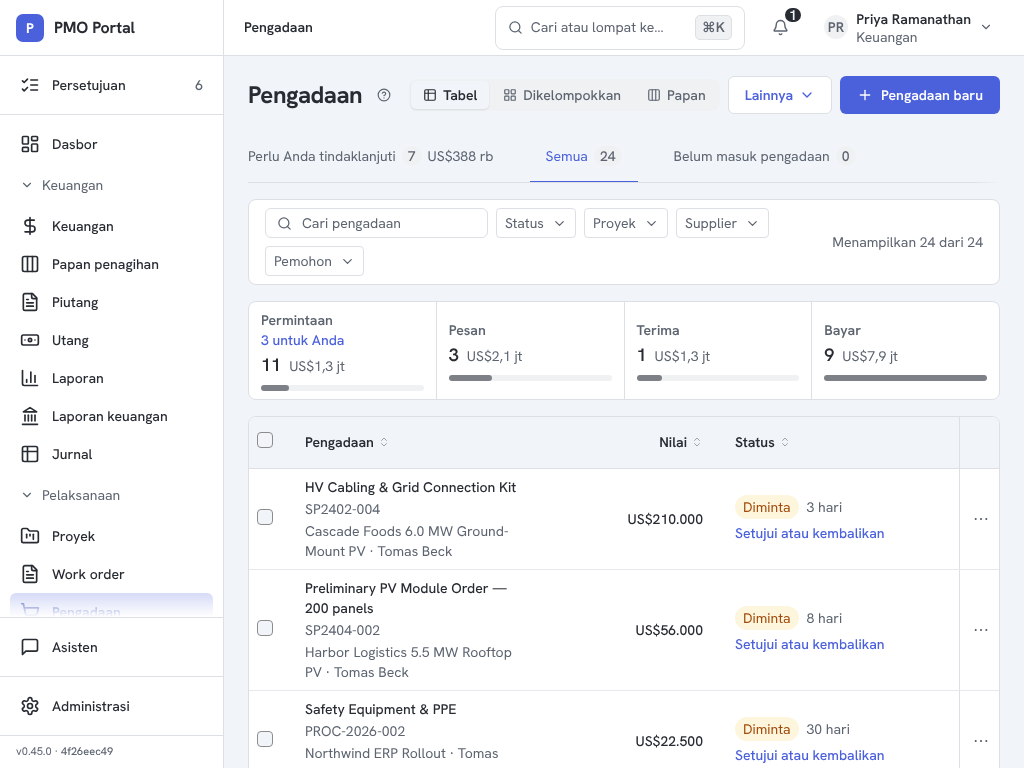 P PMO Portal
Pengadaan
Cari atau lompat ke...
⌘K
1
PR
Priya Ramanathan
Keuangan
Persetujuan 6
Dasbor
Keuangan
Keuangan
Papan penagihan
Piutang
Utang
Laporan
Laporan keuangan
Jurnal
Pelaksanaan
Proyek
Work order
Pengadaan
Asisten
Administrasi
v0.45.0 · 4f26eec49
Pengadaan
Tabel
Dikelompokkan
Papan
Lainnya
Pengadaan baru
Perlu Anda tindaklanjuti 7 US$388 rb
Semua 24
Belum masuk pengadaan 0
Cari pengadaan
Status
Proyek
Supplier
Pemohon
Menampilkan 24 dari 24
Permintaan
3 untuk Anda
11 US$1,3 jt
Pesan
3 US$2,1 jt
Terima
1 US$1,3 jt
Bayar
9 US$7,9 jt
Pengadaan Nilai Status
HV Cabling & Grid Connection Kit
SP2402-004
Cascade Foods 6.0 MW Ground-
Mount PV · Tomas Beck
US$210.000
Diminta 3 hari
Setujui atau kembalikan
Preliminary PV Module Order —
200 panels
SP2404-002
Harbor Logistics 5.5 MW Rooftop
PV · Tomas Beck
US$56.000
Diminta 8 hari
Setujui atau kembalikan
Safety Equipment & PPE
PROC-2026-002
Northwind ERP Rollout · Tomas
US$22.500
Diminta 30 hari
Setujui atau kembalikan